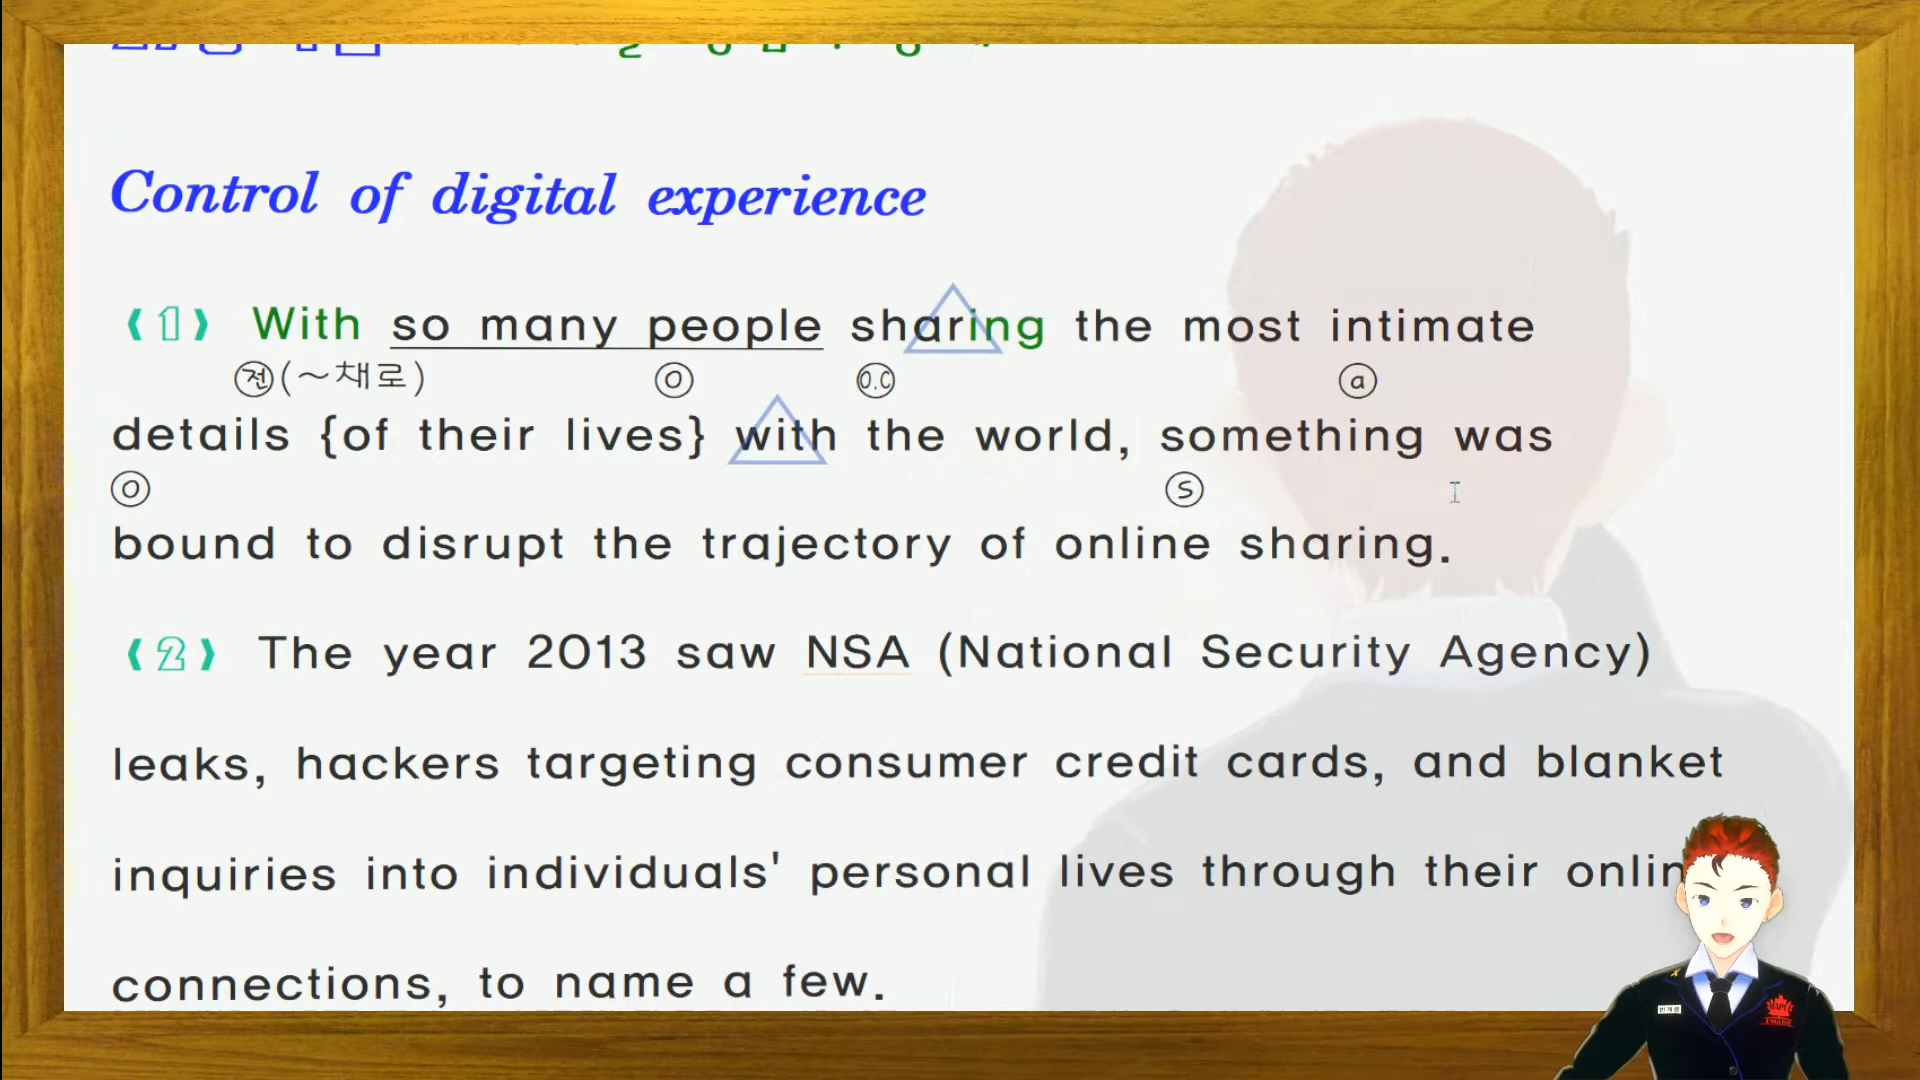 Control of digital experience
❪1❫ With so many people sharing the most intimate
전 (~채로) O O.C a
details {of their lives} with the world, something was
O S
bound to disrupt the trajectory of online sharing.
❪2❫ The year 2013 saw NSA (National Security Agency)
leaks, hackers targeting consumer credit cards, and blanket
inquiries into individuals' personal lives through their
connections, to name a few.